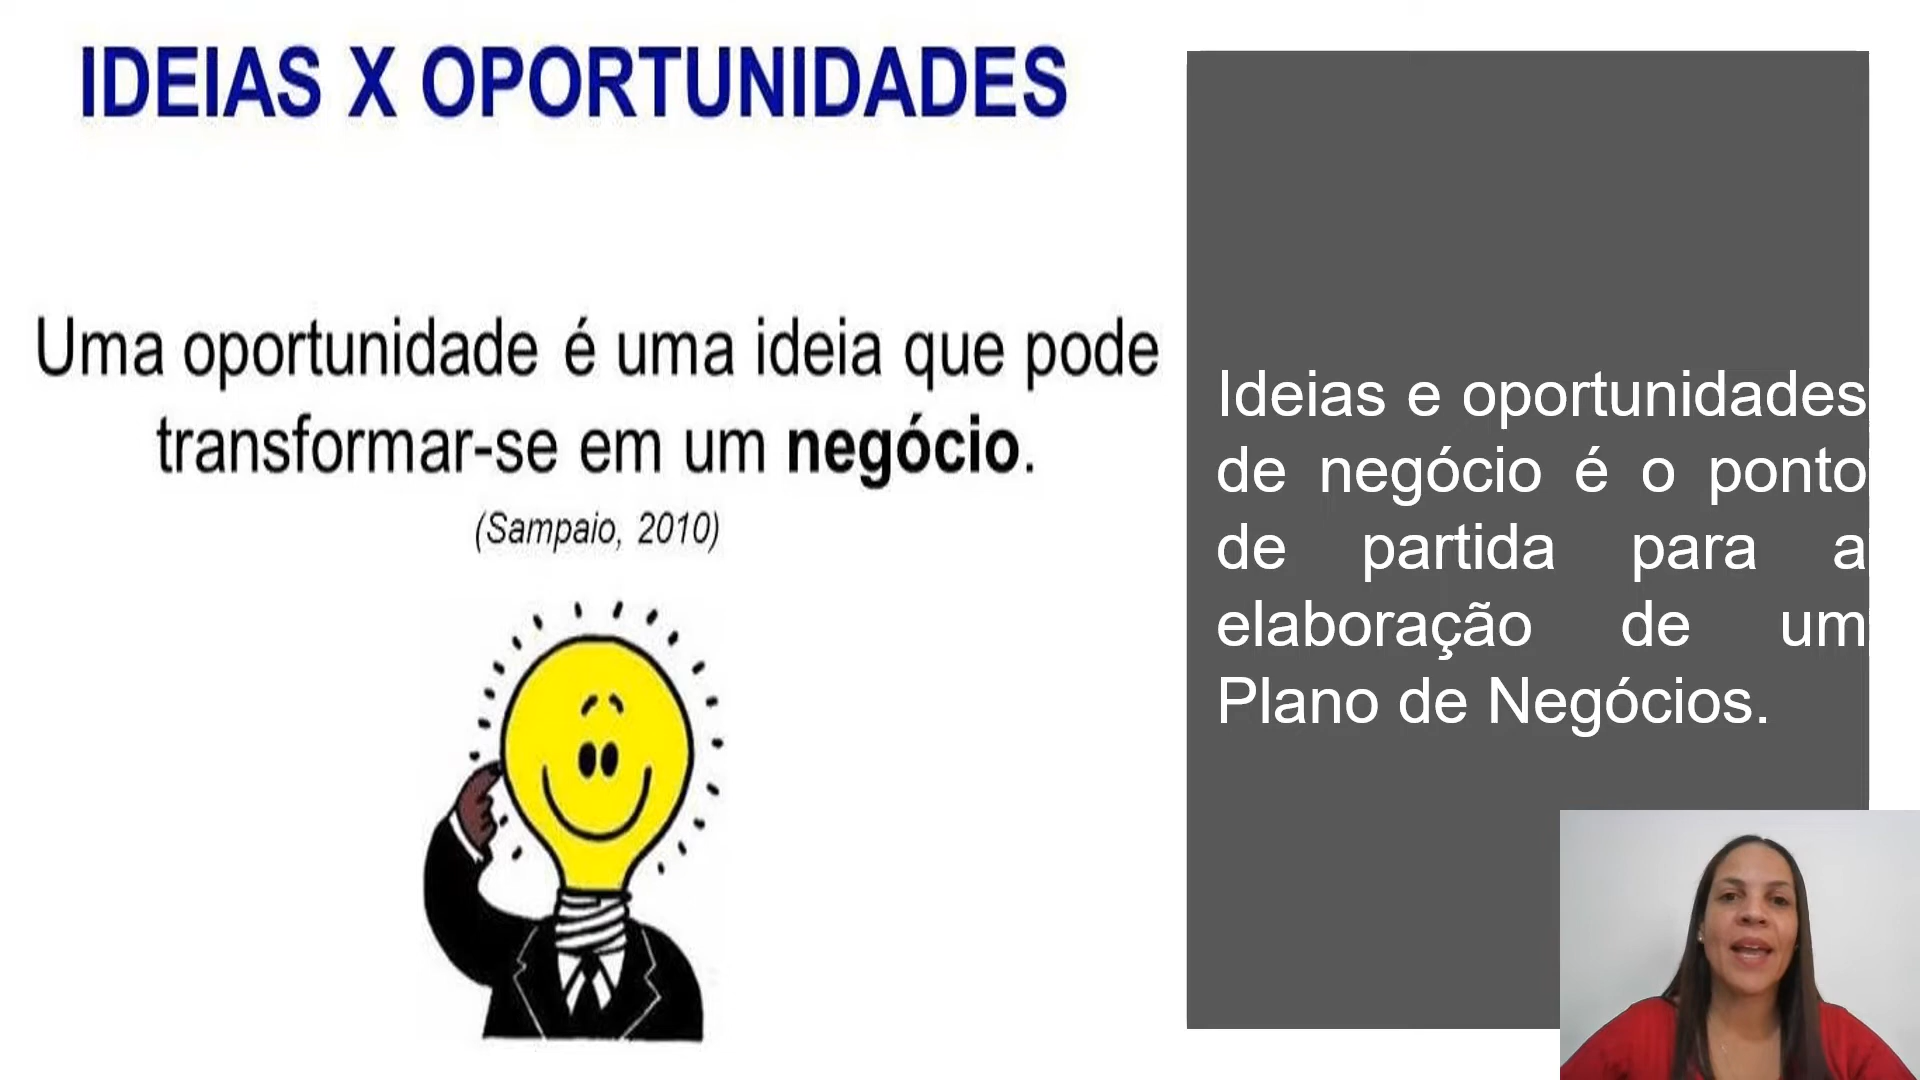 IDEIAS X OPORTUNIDADES
Uma oportunidade é uma ideia que pode
transformar-se em um negócio.
(Sampaio, 2010)
Ideias e oportunidades
de negócio é o ponto
de partida para a
elaboração de um
Plano de Negócios.